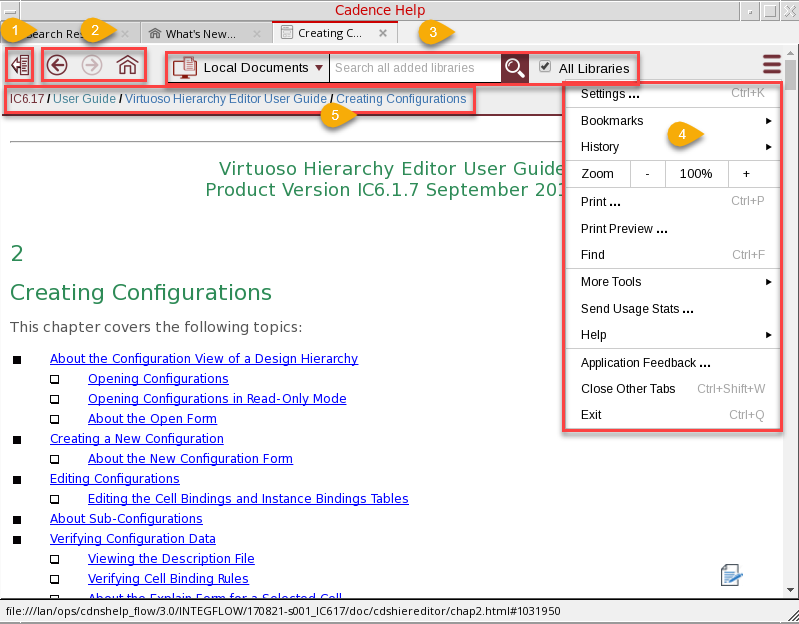 Cadence Help
1 Search Res 2 What's New... Creating C... 3
Local Documents Search all added libraries All Libraries
IC6.17 / User Guide / Virtuoso Hierarchy Editor User Guide / Creating Configurations
5
Settings ... Ctrl+K
Bookmarks
4
History
Zoom - 100% +
Print ... Ctrl+P
Print Preview ...
Find Ctrl+F
More Tools
Send Usage Stats ...
Help
Application Feedback ...
Close Other Tabs Ctrl+Shift+W
Exit Ctrl+Q
Virtuoso Hierarchy Editor User Guide
Product Version IC6.1.7 September 201
2
Creating Configurations
This chapter covers the following topics:
About the Configuration View of a Design Hierarchy
Opening Configurations
Opening Configurations in Read-Only Mode
About the Open Form
Creating a New Configuration
About the New Configuration Form
Editing Configurations
Editing the Cell Bindings and Instance Bindings Tables
About Sub-Configurations
Verifying Configuration Data
Viewing the Description File
Verifying Cell Binding Rules
About the Explain Form for a Selected Cell
file:///lan/ops/cdnshelp_flow/3.0/INTEGFLOW/170821-s001_IC617/doc/cdshiereditor/chap2.html#1031950